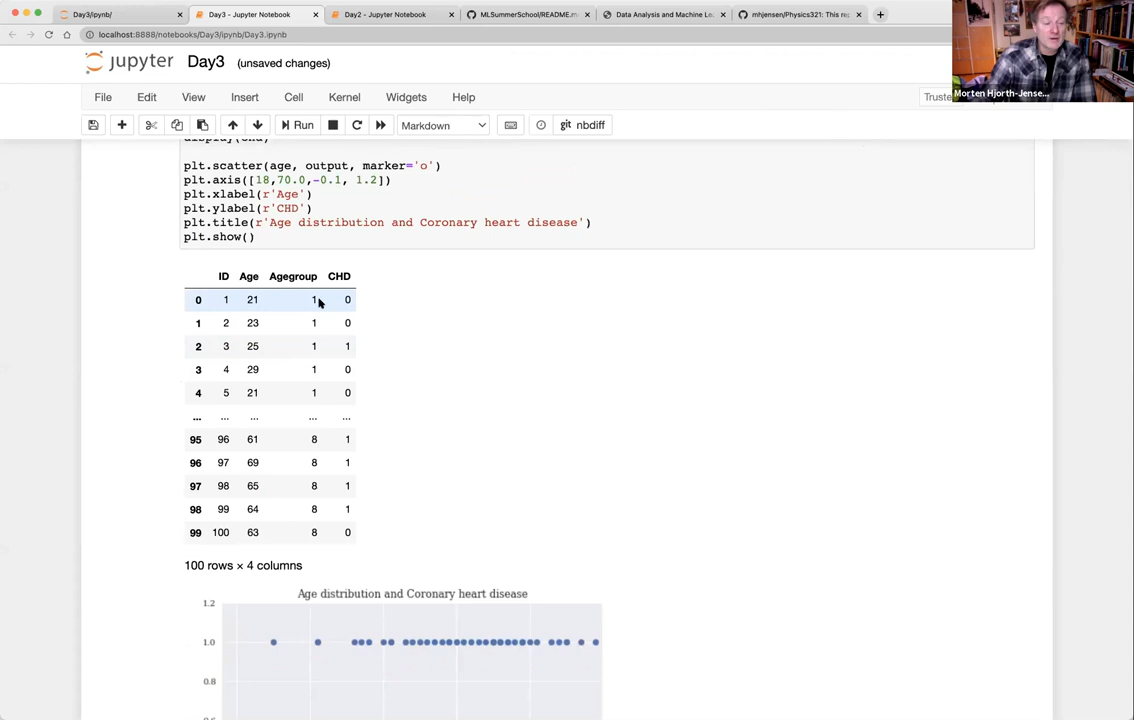 Day3/ipynb/
Day3 - Jupyter Notebook
Day2 - Jupyter Notebook
MLSummerSchool/README.m
Data Analysis and Machine Le
mhjensen/Physics321: This re
localhost:8888/notebooks/Day3/ipynb/Day3.ipynb
Morten Hjorth-Jense...
jupyter Day3 (unsaved changes)
File Edit View Insert Cell Kernel Widgets Help
Run Markdown nbdiff
plt.scatter(age, output, marker='o')
plt.axis([18,70.0,-0.1, 1.2])
plt.xlabel(r'Age')
plt.ylabel(r'CHD')
plt.title(r'Age distribution and Coronary heart disease')
plt.show()
ID Age Agegroup CHD
0 1 21 1 0
1 2 23 1 0
2 3 25 1 1
3 4 29 1 0
4 5 21 1 0
... ... ... ... ...
95 96 61 8 1
96 97 69 8 1
97 98 65 8 1
98 99 64 8 1
99 100 63 8 0
100 rows × 4 columns
Age distribution and Coronary heart disease
1.2
1.0
0.8